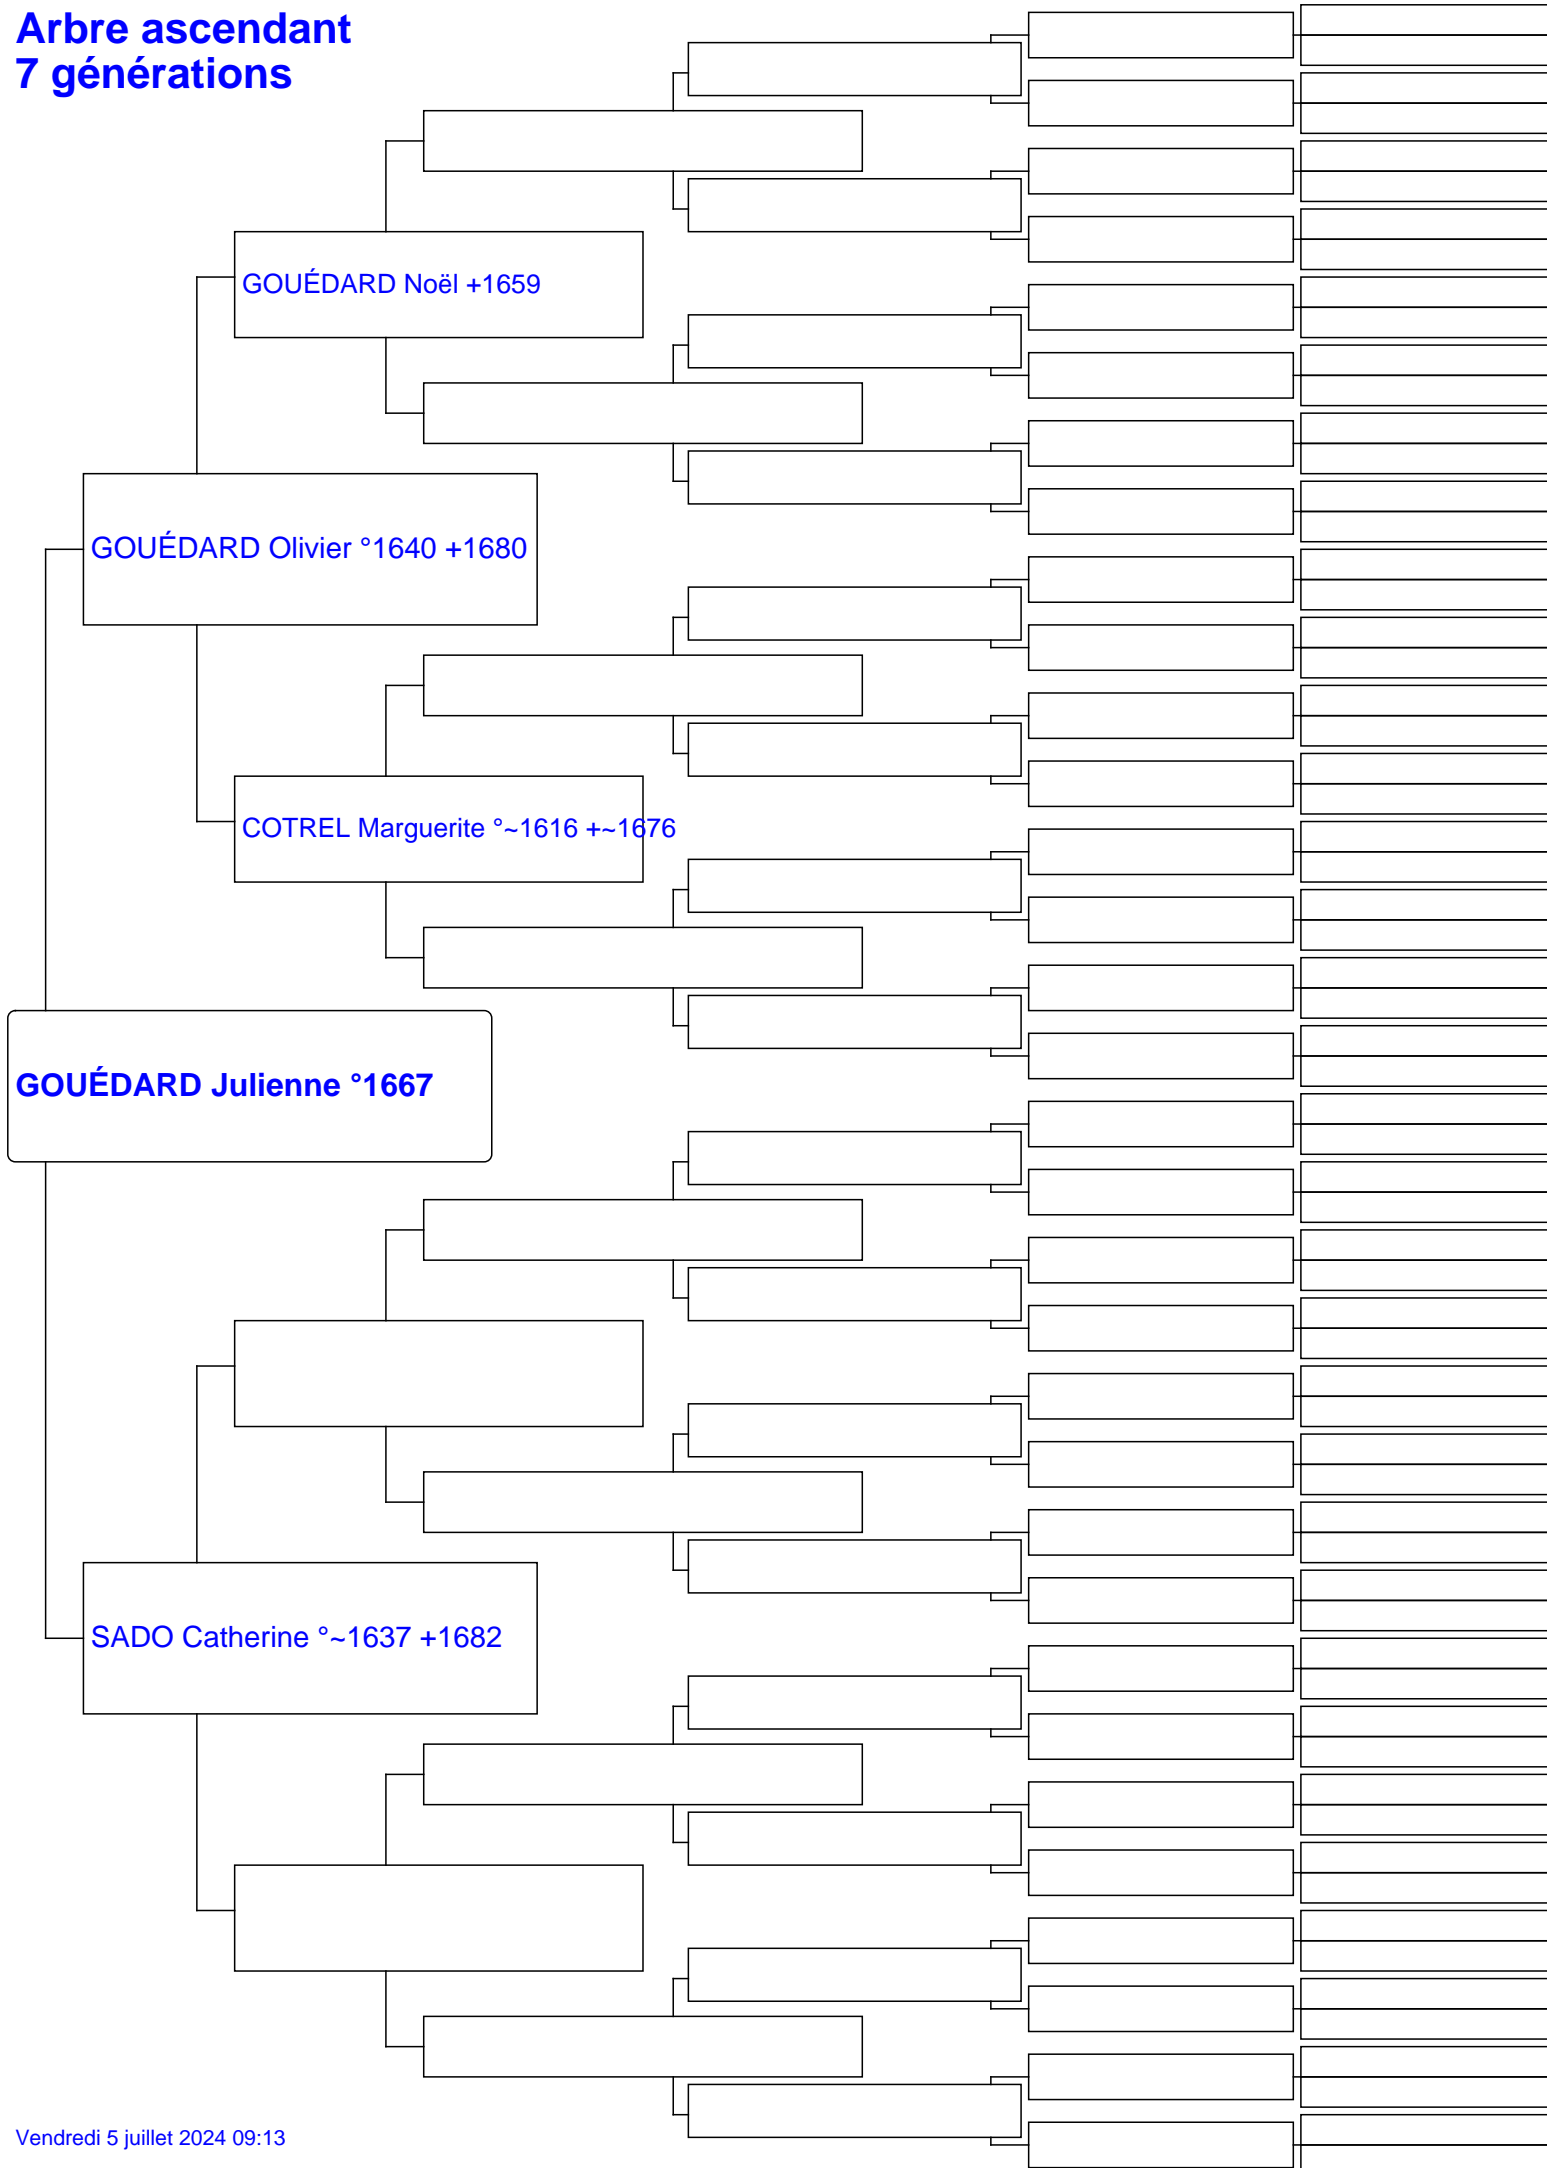 Arbre ascendant
7 générations
GOUÉDARD Noël +1659
GOUÉDARD Olivier °1640 +1680
COTREL Marguerite °~1616 +~1676
GOUÉDARD Julienne °1667
SADO Catherine °~1637 +1682
Vendredi 5 juillet 2024 09:13